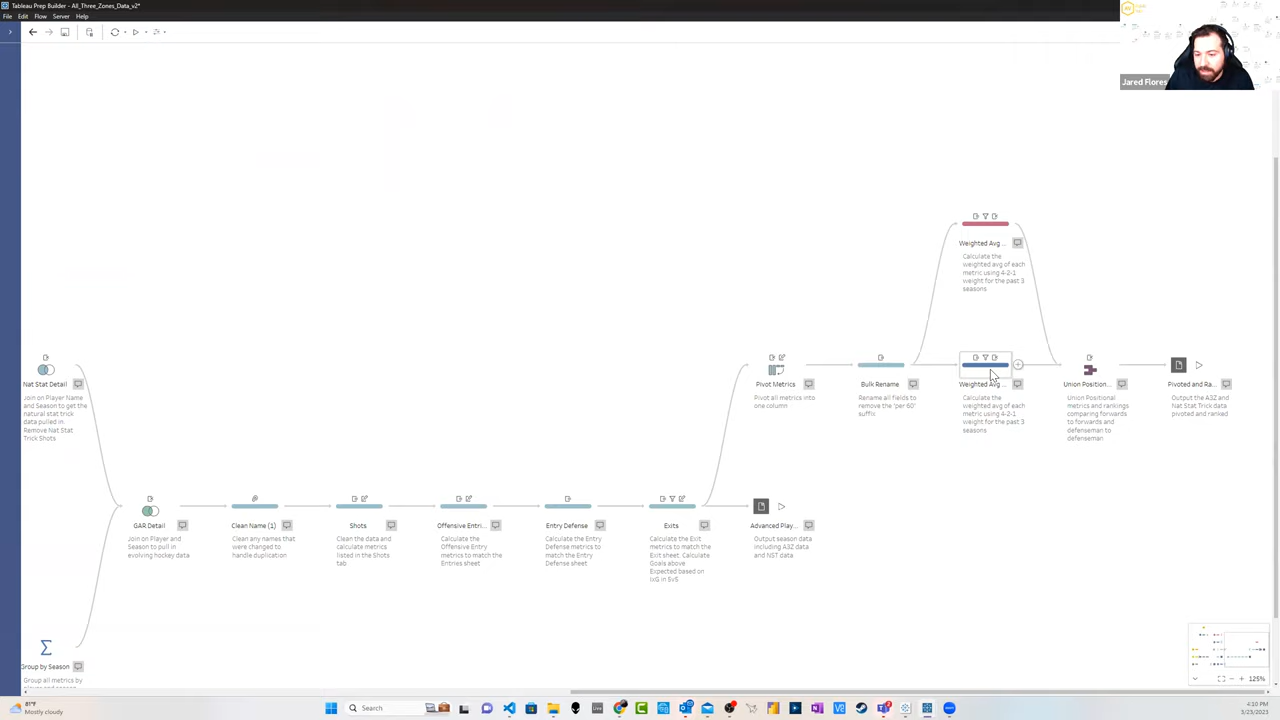 Tableau Prep Builder - All_Three_Zones_Data_v2*
File Edit Flow Server Help
Jared Flores
Weighted Avg ...
Calculate the
weighted avg of each
metric using 4-2-1
weight for the past 3
seasons
Nat Stat Detail
Join on Player Name
and Season to get the
natural stat trick
data pulled in.
Remove Nat Stat
Trick Shots
Pivot Metrics
Pivot all metrics into
one column
Bulk Rename
Rename all fields to
remove the "per 60"
suffix
Weighted Avg ...
Calculate the
weighted avg of each
metric using 4-2-1
weight for the past 3
seasons
Union Position...
Union Positional
metrics and rankings
comparing forwards
to forwards and
defenseman to
defenseman
Pivoted and Ra...
Output the A3Z and
Nat Stat Trick data
pivoted and ranked
GAR Detail
Join on Player and
Season to pull in
evolving hockey data
Clean Name (1)
Clean any names that
were changed to
handle duplication
Shots
Clean the data and
calculate metrics
listed in the Shots
tab
Offensive Entri...
Calculate the
Offensive Entry
metrics to match the
Entries sheet
Entry Defense
Calculate the Entry
Defense metrics to
match the Entry
Defense sheet
Exits
Calculate the Exit
metrics to match the
Exit sheet. Calculate
Goals above
Expected based on
ixG in 5v5
Advanced Play...
Output season data
including A3Z and
NST data
Group by Season
Group all metrics by
125%
81°F
Mostly cloudy
Search
4:10 PM
5/23/2023